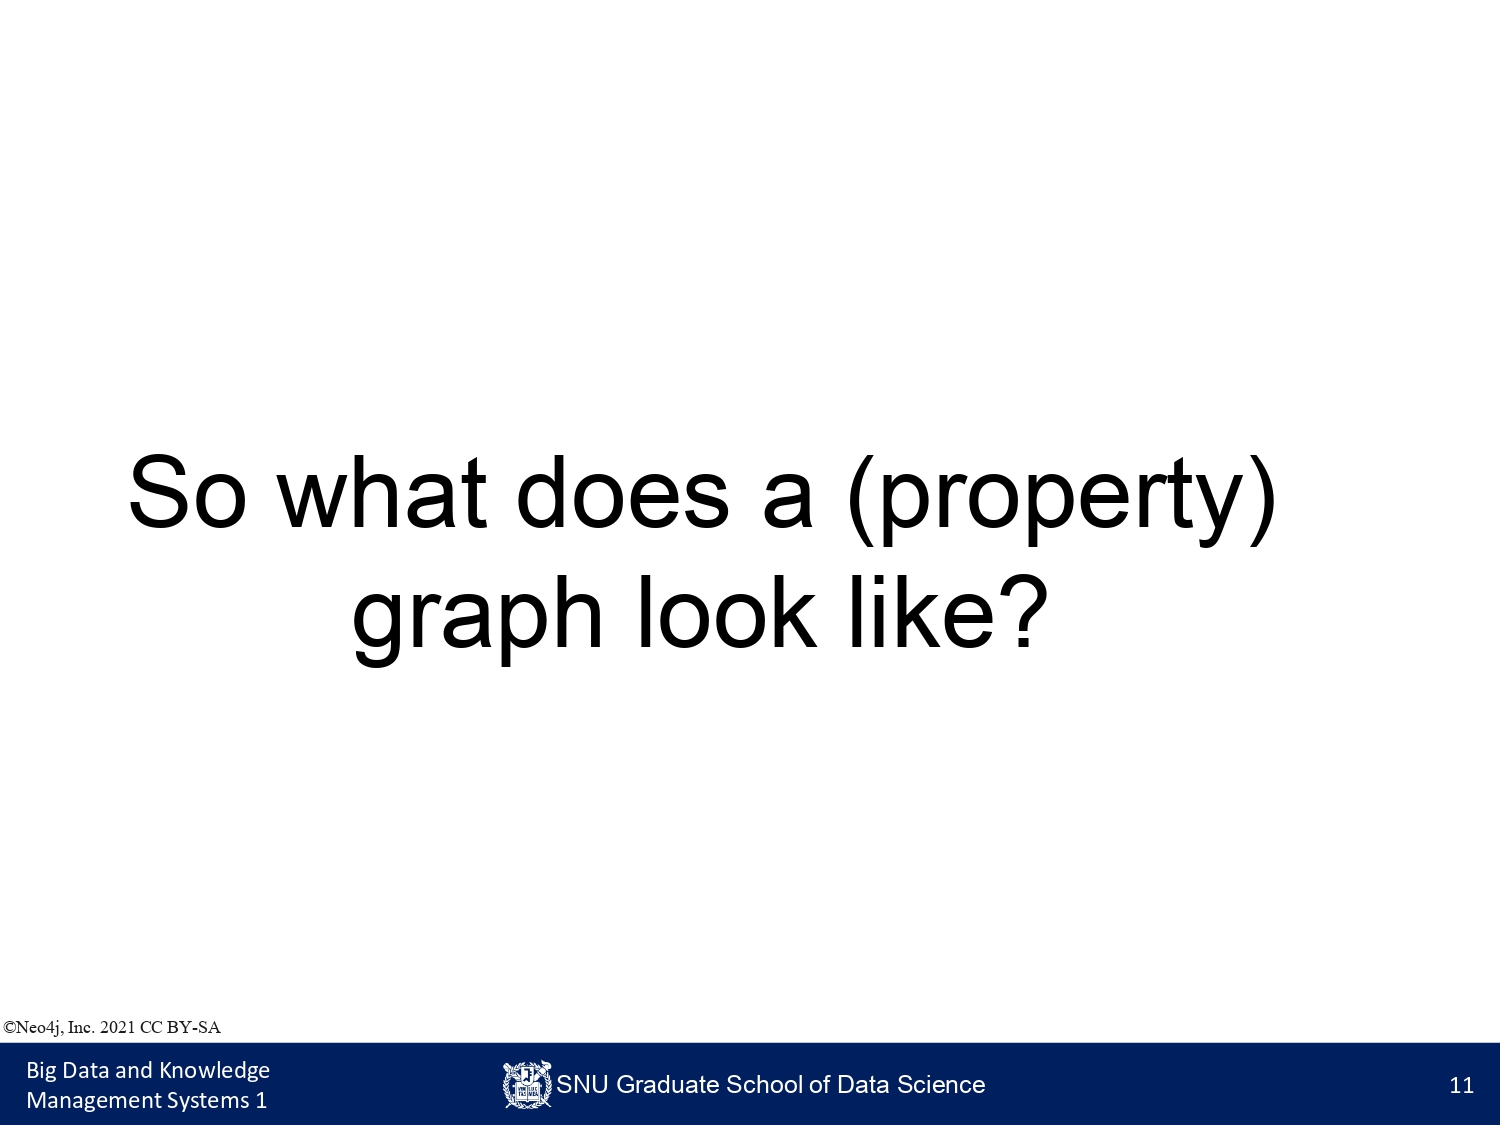 So what does a (property)
graph look like?
©Neo4j, Inc. 2021 CC BY-SA
Big Data and Knowledge
Management Systems 1
SNU Graduate School of Data Science
11